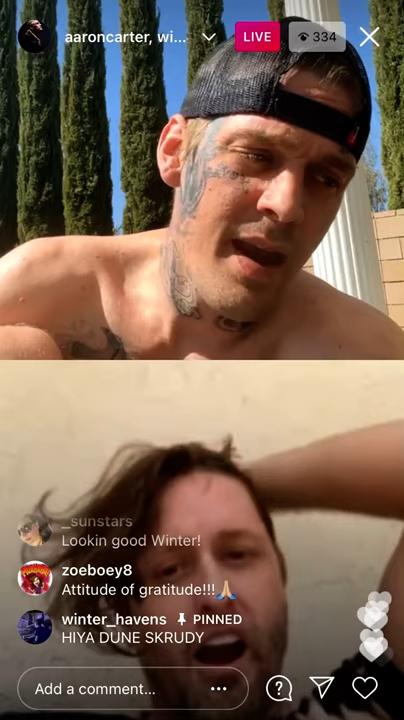 aaroncarter, wi...
LIVE
334
_sunstars
Lookin good Winter!
zoeboey8
Attitude of gratitude!!!🙏🏼
winter_havens PINNED
HIYA DUNE SKRUDY
Add a comment...